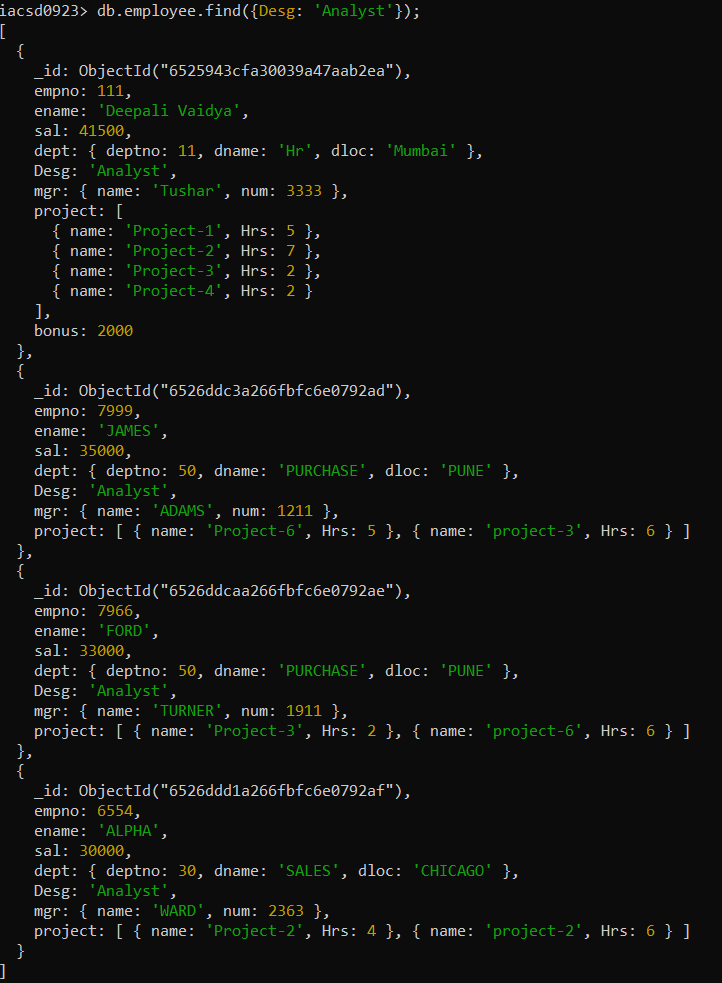 iacsd0923> db.employee.find({Desg: 'Analyst'});
[
  {
    _id: ObjectId("6525943cfa30039a47aab2ea"),
    empno: 111,
    ename: 'Deepali Vaidya',
    sal: 41500,
    dept: { deptno: 11, dname: 'Hr', dloc: 'Mumbai' },
    Desg: 'Analyst',
    mgr: { name: 'Tushar', num: 3333 },
    project: [
      { name: 'Project-1', Hrs: 5 },
      { name: 'Project-2', Hrs: 7 },
      { name: 'Project-3', Hrs: 2 },
      { name: 'Project-4', Hrs: 2 }
    ],
    bonus: 2000
  },
  {
    _id: ObjectId("6526ddc3a266fbfc6e0792ad"),
    empno: 7999,
    ename: 'JAMES',
    sal: 35000,
    dept: { deptno: 50, dname: 'PURCHASE', dloc: 'PUNE' },
    Desg: 'Analyst',
    mgr: { name: 'ADAMS', num: 1211 },
    project: [ { name: 'Project-6', Hrs: 5 }, { name: 'project-3', Hrs: 6 } ]
  },
  {
    _id: ObjectId("6526ddcaa266fbfc6e0792ae"),
    empno: 7966,
    ename: 'FORD',
    sal: 33000,
    dept: { deptno: 50, dname: 'PURCHASE', dloc: 'PUNE' },
    Desg: 'Analyst',
    mgr: { name: 'TURNER', num: 1911 },
    project: [ { name: 'Project-3', Hrs: 2 }, { name: 'project-6', Hrs: 6 } ]
  },
  {
    _id: ObjectId("6526ddd1a266fbfc6e0792af"),
    empno: 6554,
    ename: 'ALPHA',
    sal: 30000,
    dept: { deptno: 30, dname: 'SALES', dloc: 'CHICAGO' },
    Desg: 'Analyst',
    mgr: { name: 'WARD', num: 2363 },
    project: [ { name: 'Project-2', Hrs: 4 }, { name: 'project-2', Hrs: 6 } ]
  }
]